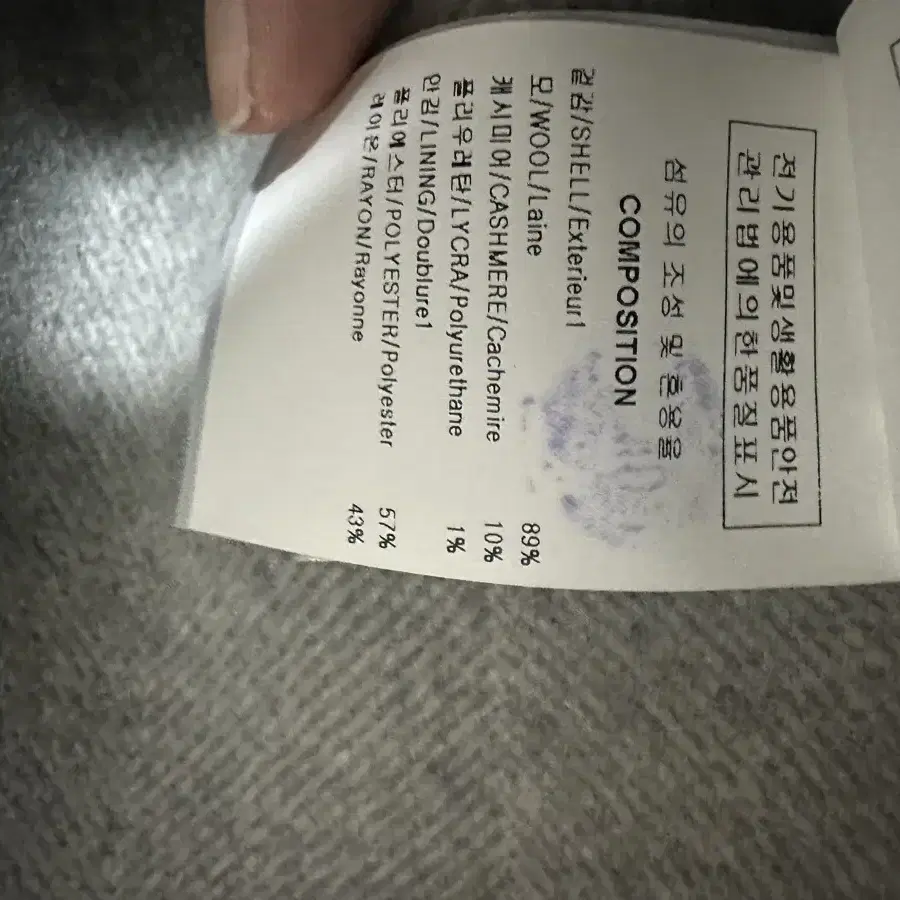 전기용품및생활용품안전
관리법에의한품질표시
섬유의 조성 및 혼용율
COMPOSITION
겉감/SHELL/Exterieur1
모/WOOL/Laine 89%
캐시미어/CASHMERE/Cachemire 10%
폴리우레탄/LYCRA/Polyurethane 1%
안감/LINING/Doublure1
폴리에스터/POLYESTER/Polyester 57%
레이온/RAYON/Rayonne 43%